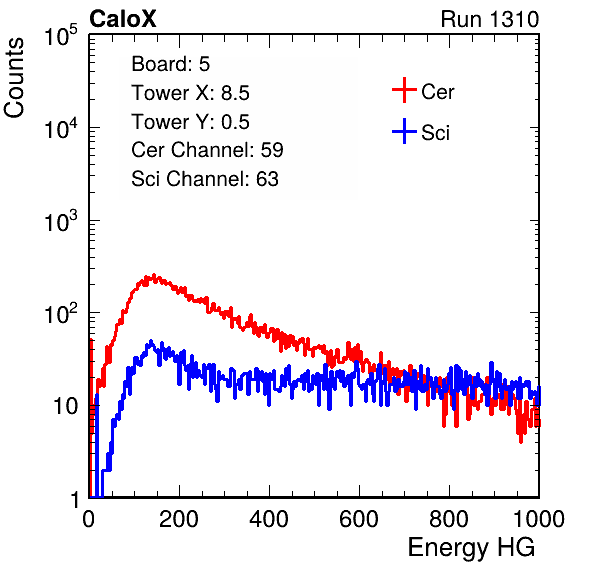 CaloX Run 1310
Counts
10^5
10^4
10^3
10^2
10
1
Board: 5
Tower X: 8.5
Tower Y: 0.5
Cer Channel: 59
Sci Channel: 63
Cer
Sci
0 200 400 600 800 1000
Energy HG